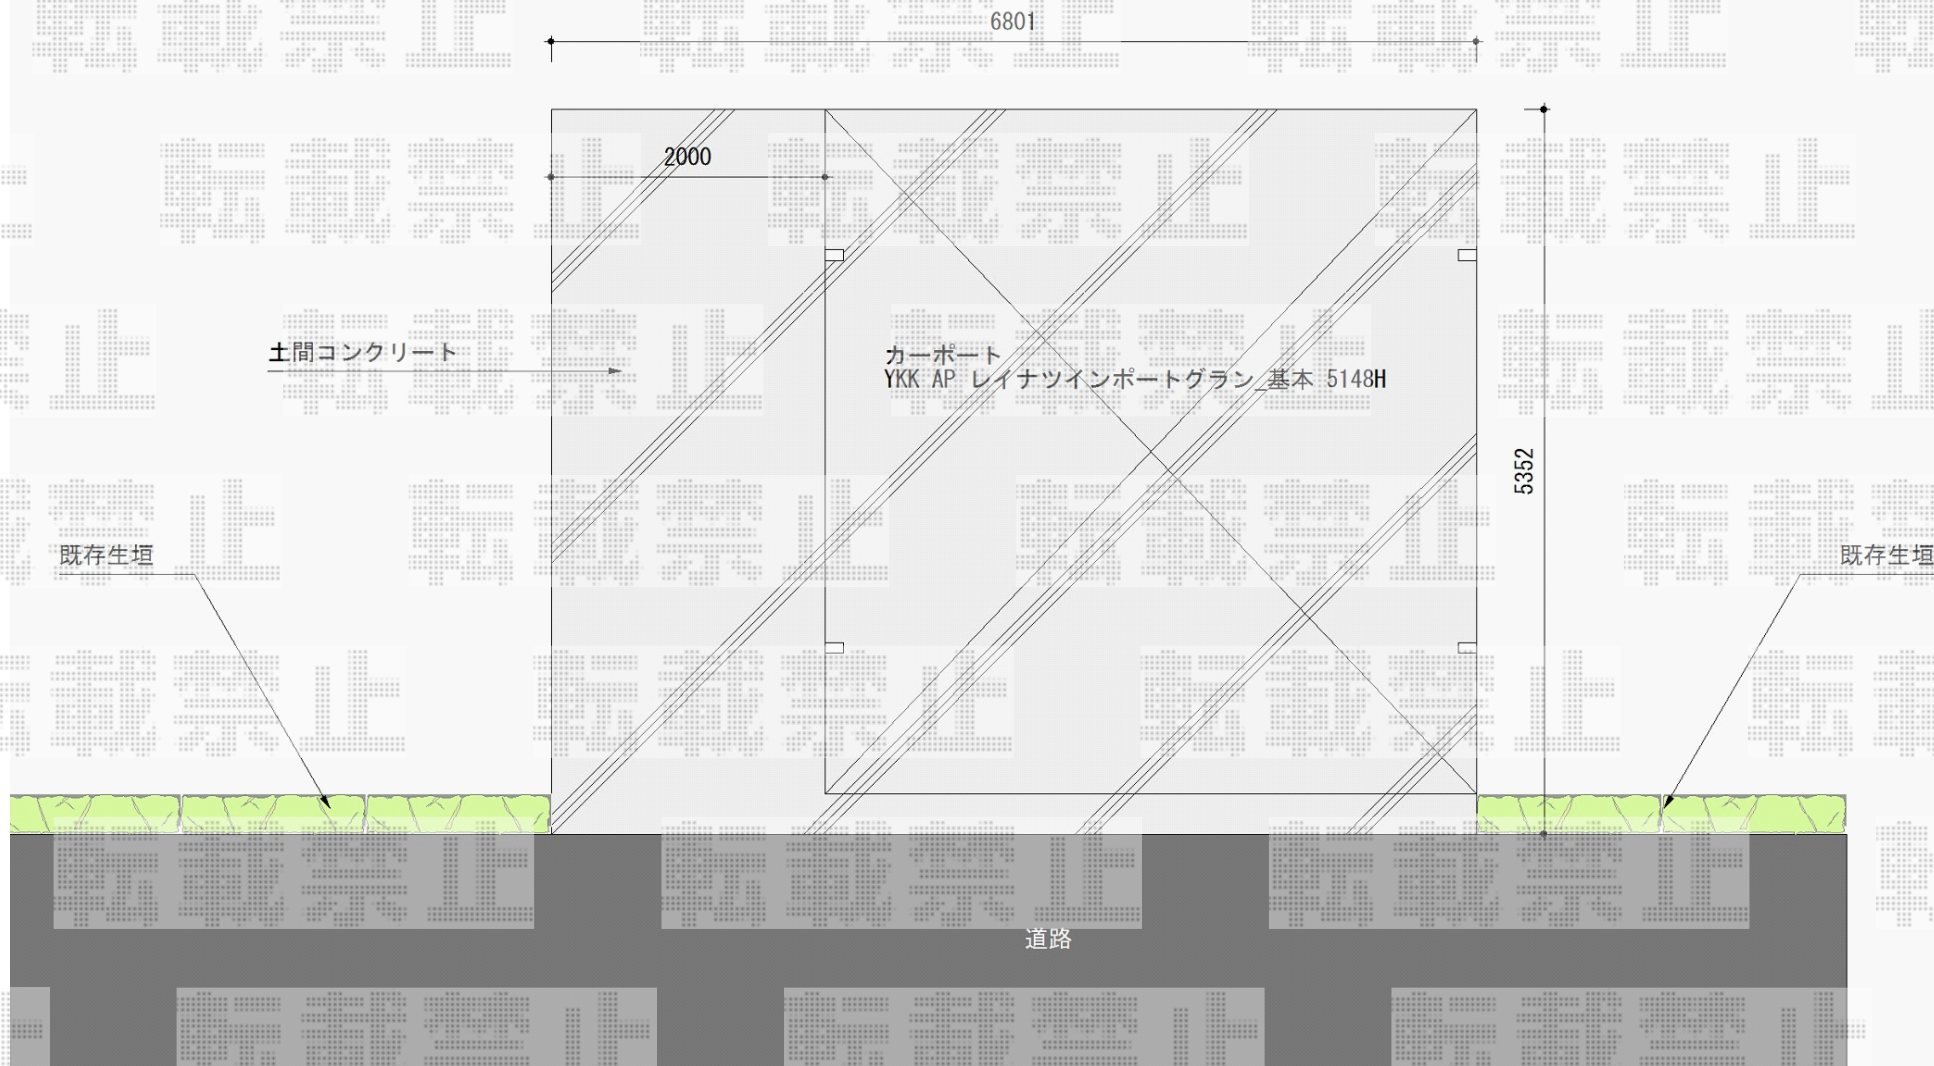 6801
2000
土間コンクリート
カーポート
YKK AP レイナツインポートグラン_基本 5148H
5352
既存生垣
既存生垣
道路
転載禁止